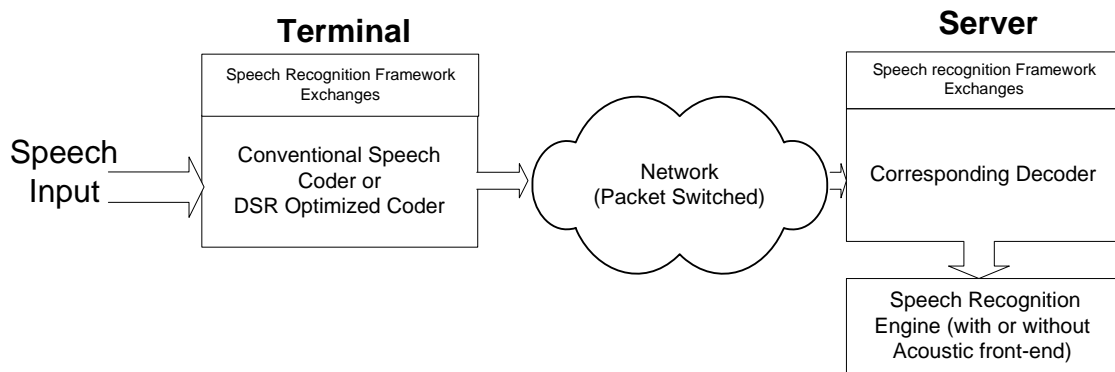 Terminal
Server
Speech Recognition Framework
Exchanges
Speech recognition Framework
Exchanges
Speech
Input
Conventional Speech
Coder or
DSR Optimized Coder
Network
(Packet Switched)
Corresponding Decoder
Speech Recognition
Engine (with or without
Acoustic front-end)